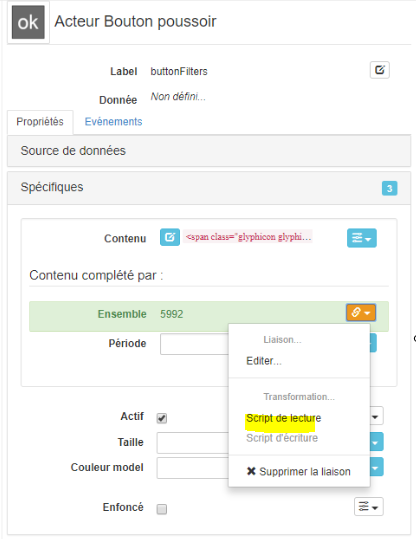 ok Acteur Bouton poussoir
Label buttonFilters
Donnée Non défini...
Propriétés Evènements
Source de données
Spécifiques 3
Contenu <span class="glyphicon glyphi...
Contenu complété par :
Ensemble 5992
Période
Liaison...
Editer...
Transformation...
Actif
Script de lecture
Taille
Script d'écriture
Couleur model
Supprimer la liaison
Enfoncé